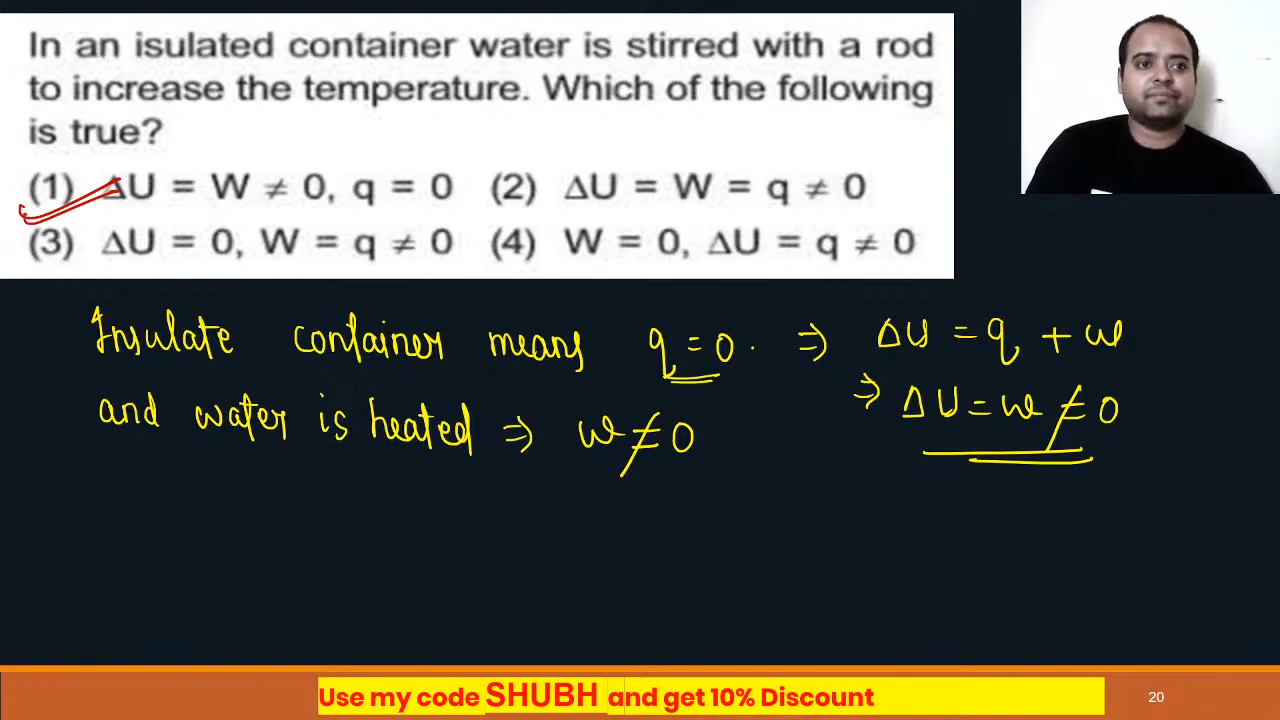 In an isulated container water is stirred with a rod
to increase the temperature. Which of the following
is true?
(1) ΔU = W ≠ 0, q = 0 (2) ΔU = W = q ≠ 0
(3) ΔU = 0, W = q ≠ 0 (4) W = 0, ΔU = q ≠ 0
Insulate container means q = 0. ⇒ ΔU = q + w
and water is heated ⇒ w ≠ 0
⇒ ΔU = w ≠ 0
Use my code SHUBH and get 10% Discount
20